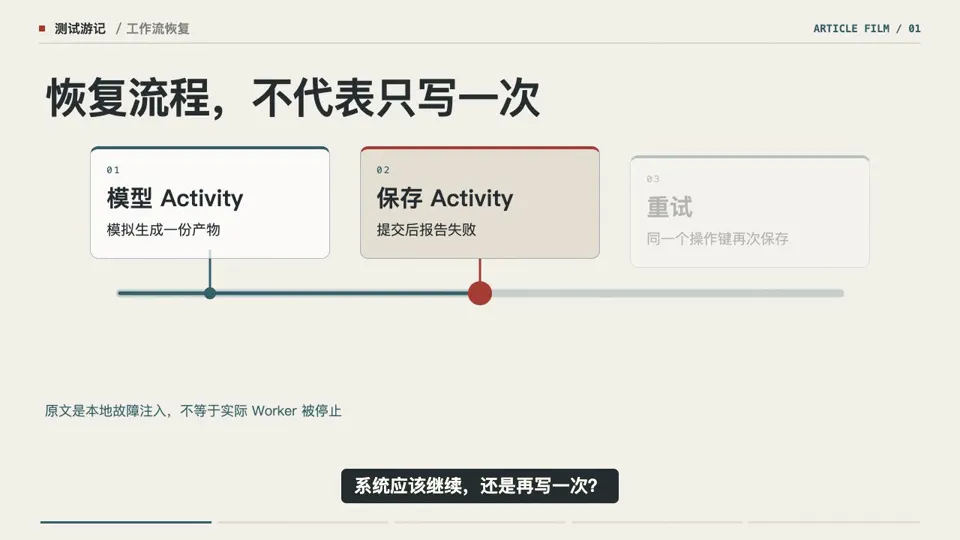 测试游记 / 工作流恢复
ARTICLE FILM / 01
恢复流程，不代表只写一次
01
模型 Activity
模拟生成一份产物
02
保存 Activity
提交后报告失败
03
重试
同一个操作键再次保存
原文是本地故障注入，不等于实际 Worker 被停止
系统应该继续，还是再写一次？